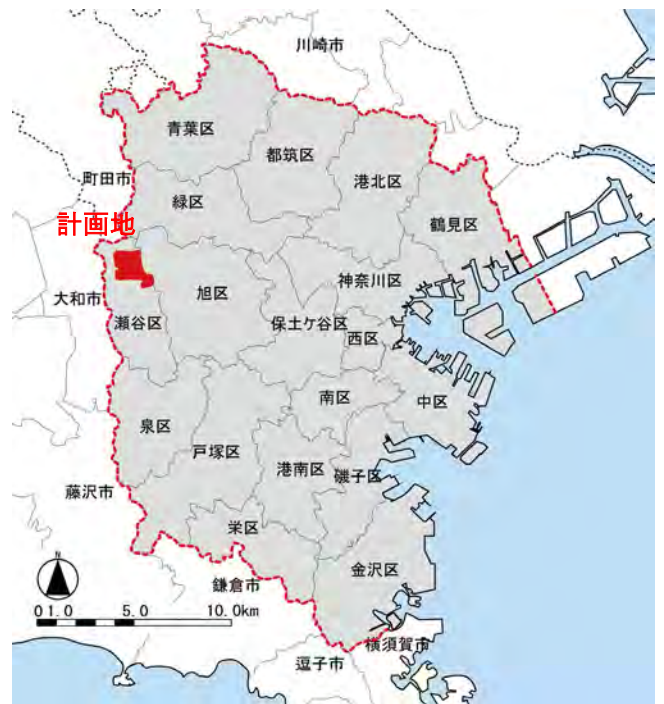 川崎市
青葉区
都筑区
港北区
町田市
緑区
鶴見区
計画地
神奈川区
旭区
大和市
瀬谷区
保土ケ谷区
西区
南区
中区
泉区
戸塚区
港南区
磯子区
藤沢市
栄区
N
金沢区
鎌倉市
0 1.0 5.0 10.0km
横須賀市
逗子市